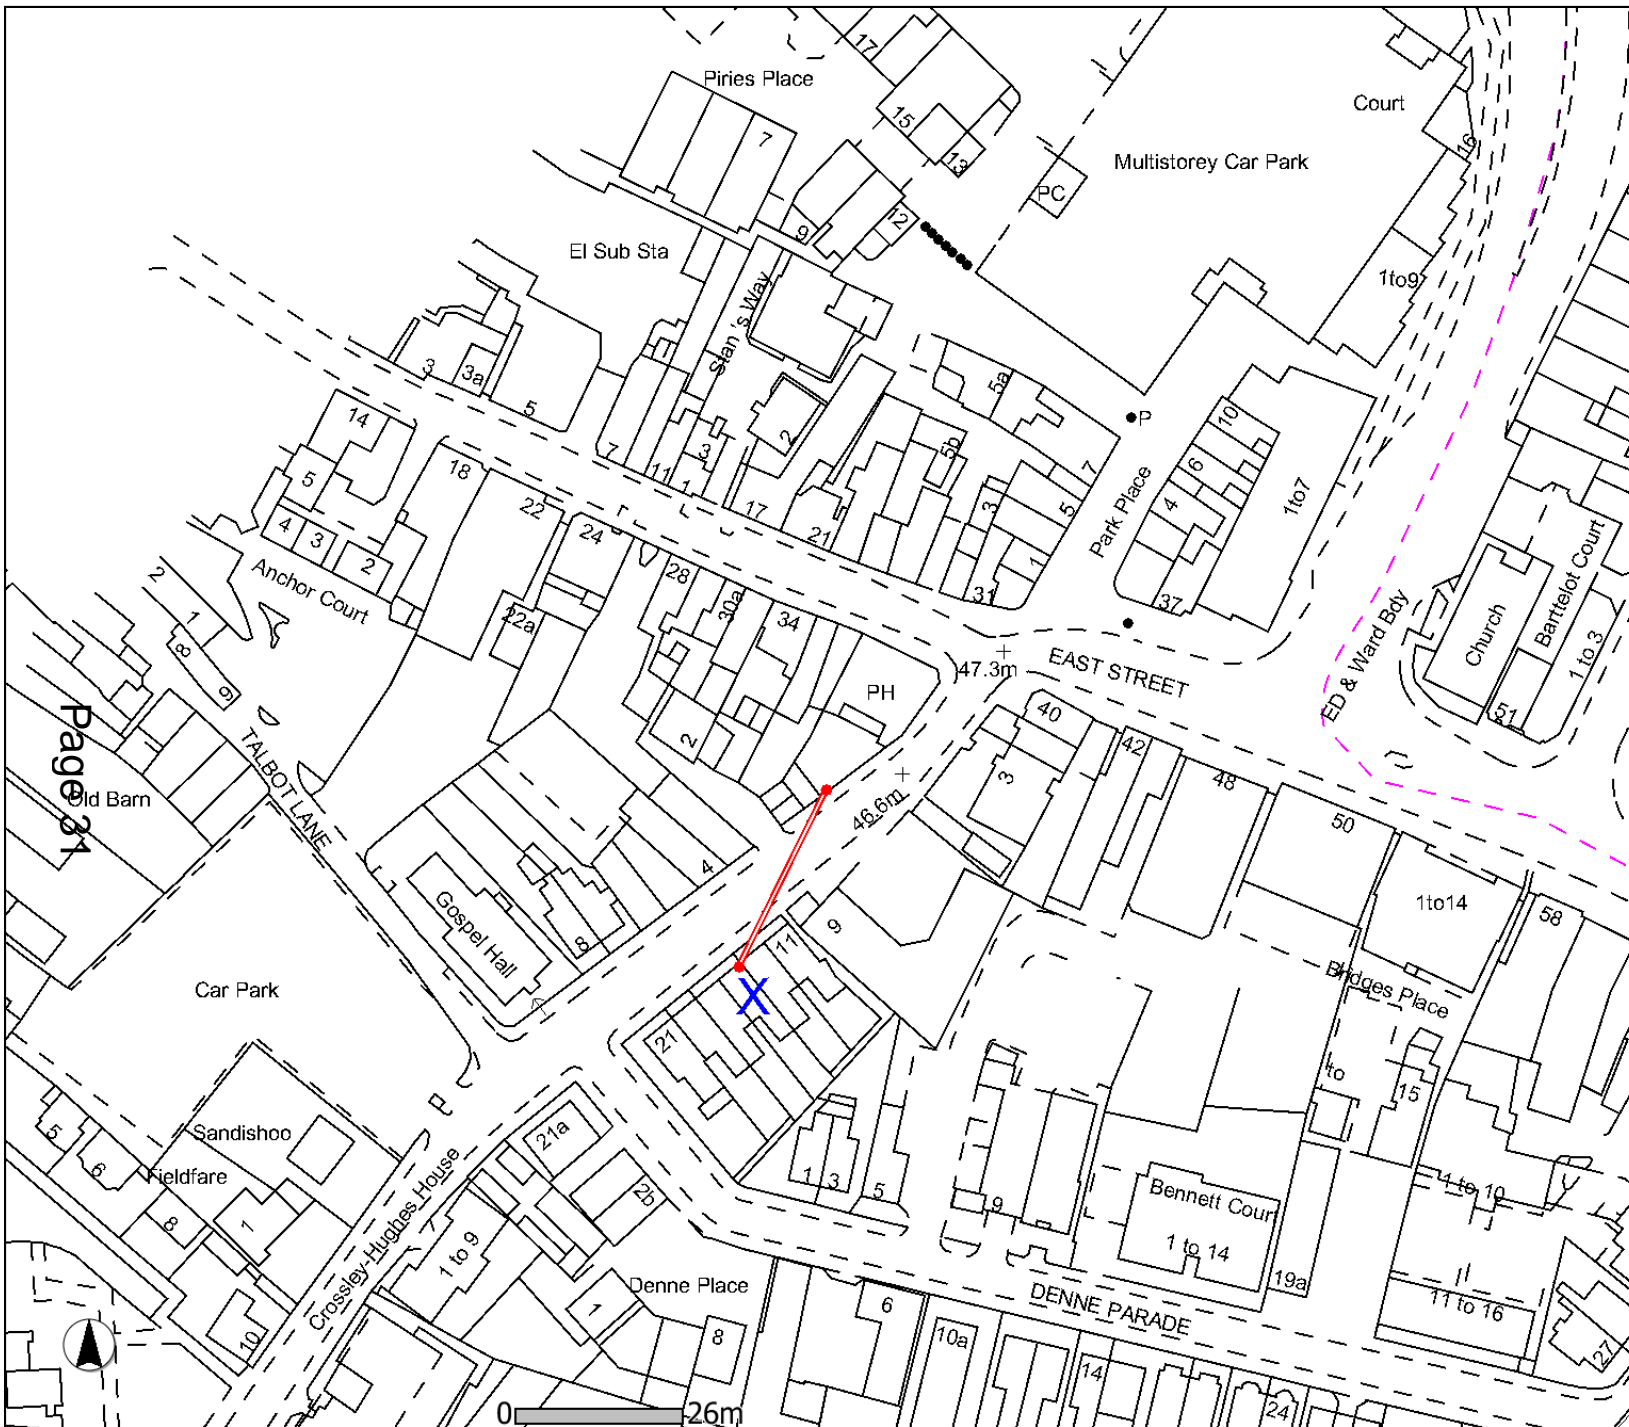 17
Piries Place
7
15
13
Court
16
Multistorey Car Park
PC
12
9
El Sub Sta
Stan's Way
1to9
3
3a
5
14
5
18
7
11
3
1
2
17
21
5b
5a
3
7
5
1
31
P
Park Place
10
6
4
37
1to7
22
24
4
3
2
Anchor Court
22a
28
30a
34
2
1
8
9
PH
47.3m
EAST STREET
ED & Ward Bdy
Church
Barttelot Court
1 to 3
51
Page 31
Old Barn
TALBOT LANE
2
46.6m
40
42
3
48
50
1to14
58
4
8
Gospel Hall
9
11
X
21
Car Park
Bridges Place
to
15
Sandishoo
Fieldfare
5
6
8
1
10
Crossley-Hughes House
21a
2b
1 to 9
1
3
5
9
Bennett Court
1 to 14
19a
1 to 10
11 to 16
27
Denne Place
1
8
6
DENNE PARADE
10a
14
24
0
26m